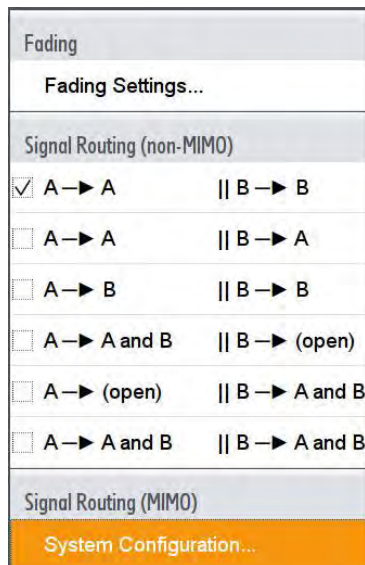 Fading
Fading Settings...
Signal Routing (non-MIMO)
A —► A || B —► B
A —► A || B —► A
A —► B || B —► B
A —► A and B || B —► (open)
A —► (open) || B —► A and B
A —► A and B || B —► A and B
Signal Routing (MIMO)
System Configuration...